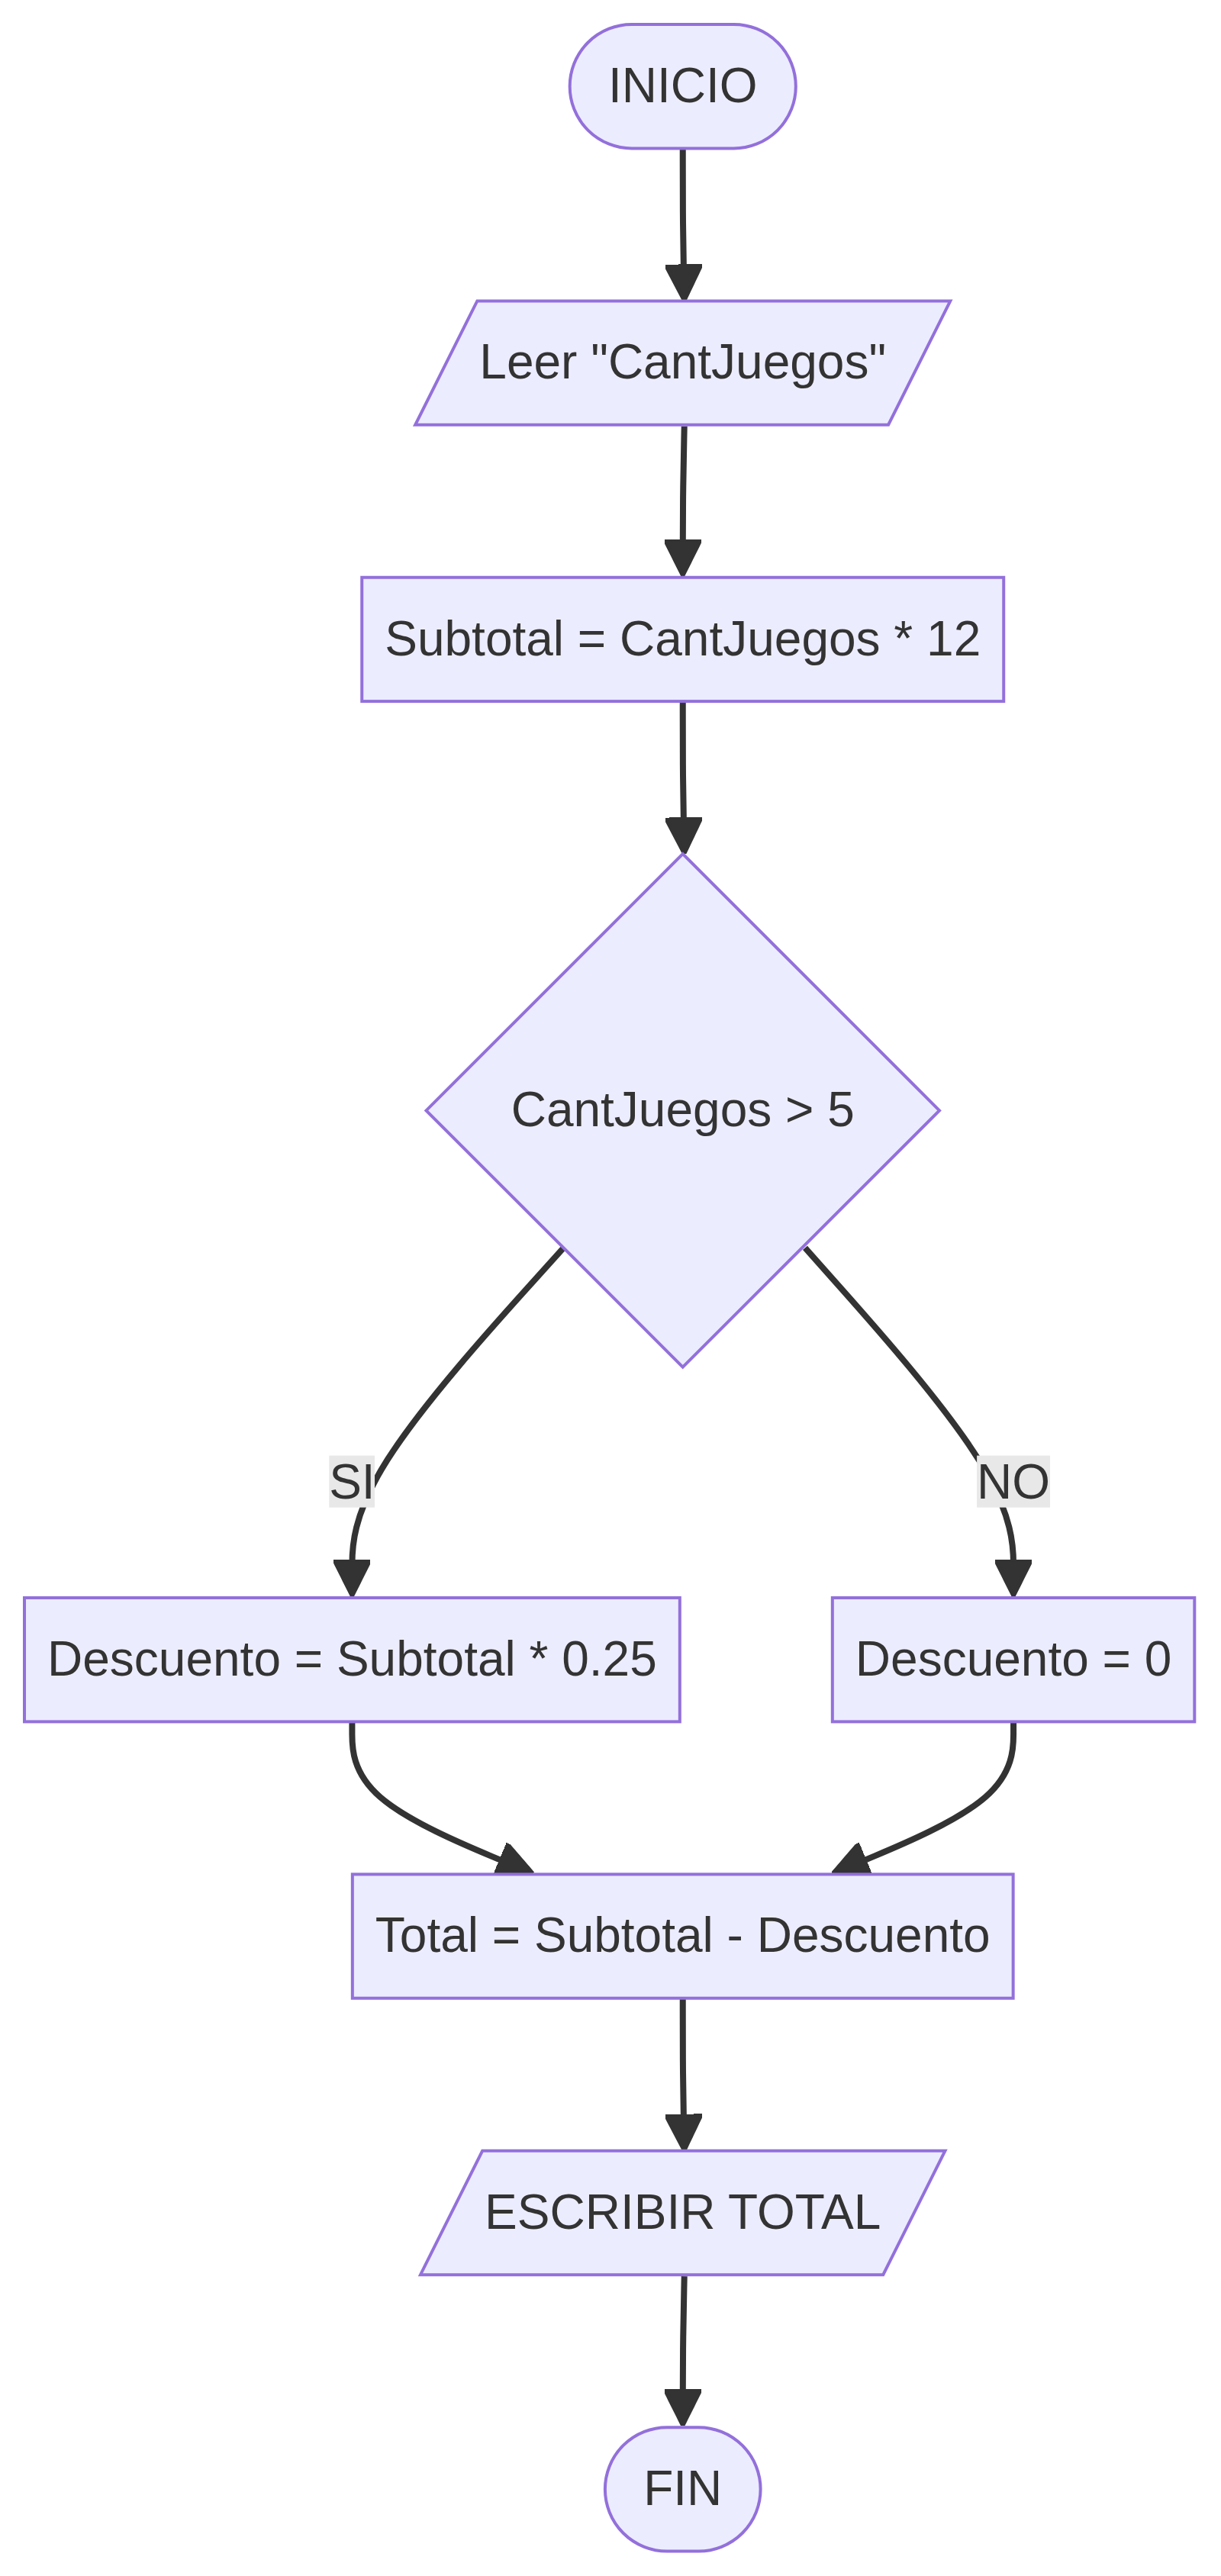 INICIO
Leer "CantJuegos"
Subtotal = CantJuegos * 12
CantJuegos > 5
SI
NO
Descuento = Subtotal * 0.25
Descuento = 0
Total = Subtotal - Descuento
ESCRIBIR TOTAL
FIN